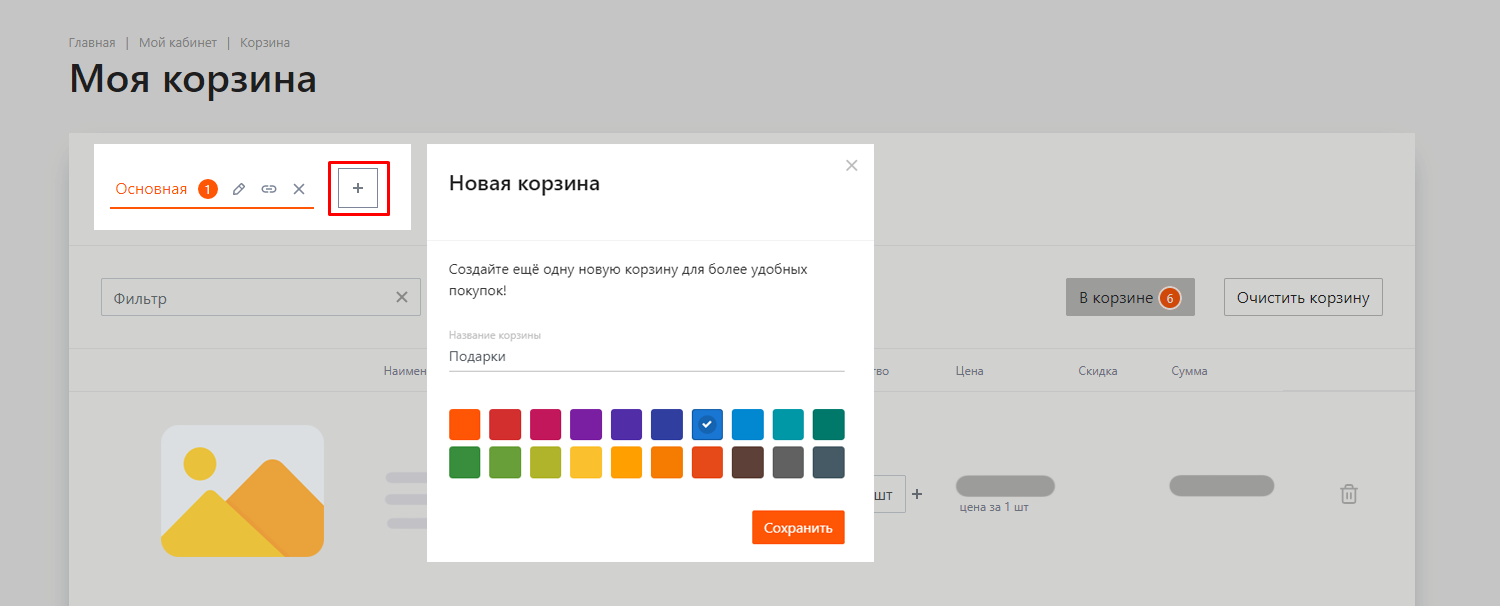 Главная | Мой кабинет | Корзина
Моя корзина
Основная 1
+
Новая корзина
Создайте ещё одну новую корзину для более удобных
покупок!
Название корзины
Подарки
Сохранить
Фильтр
В корзине 6
Очистить корзину
Наимен
тво
Цена
Скидка
Сумма
шт +
цена за 1 шт